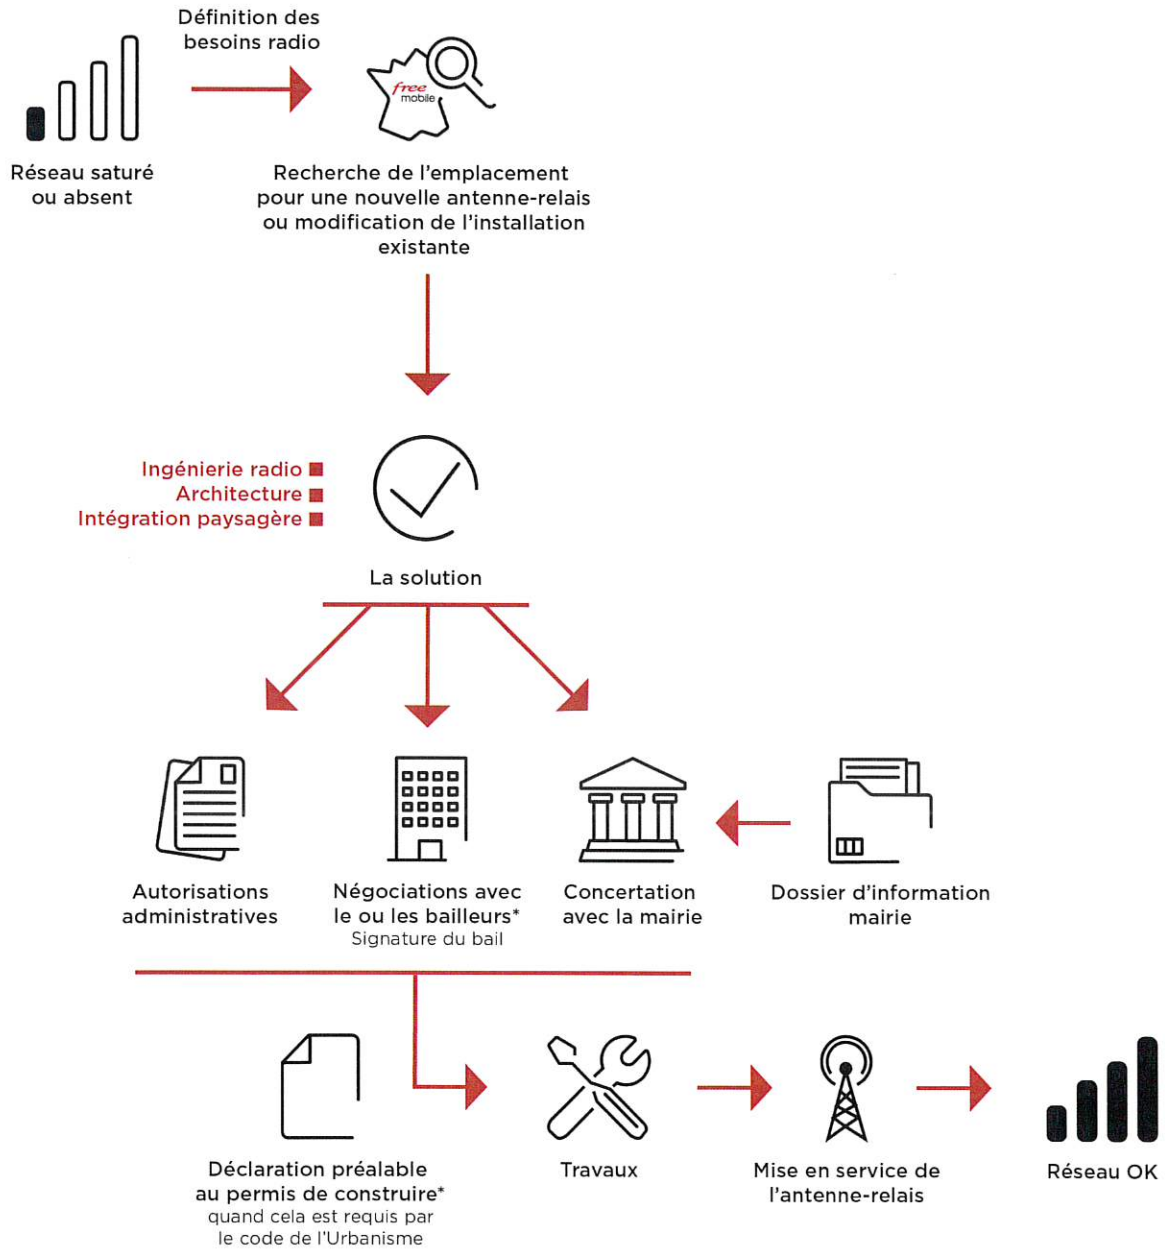 Définition des
besoins radio
free
mobile
Réseau saturé
ou absent
Recherche de l'emplacement
pour une nouvelle antenne-relais
ou modification de l'installation
existante
Ingénierie radio
Architecture
Intégration paysagère
La solution
Autorisations
administratives
Négociations avec
le ou les bailleurs*
Signature du bail
Concertation
avec la mairie
Dossier d'information
mairie
Déclaration préalable
au permis de construire*
quand cela est requis par
le code de l'Urbanisme
Travaux
Mise en service de
l'antenne-relais
Réseau OK